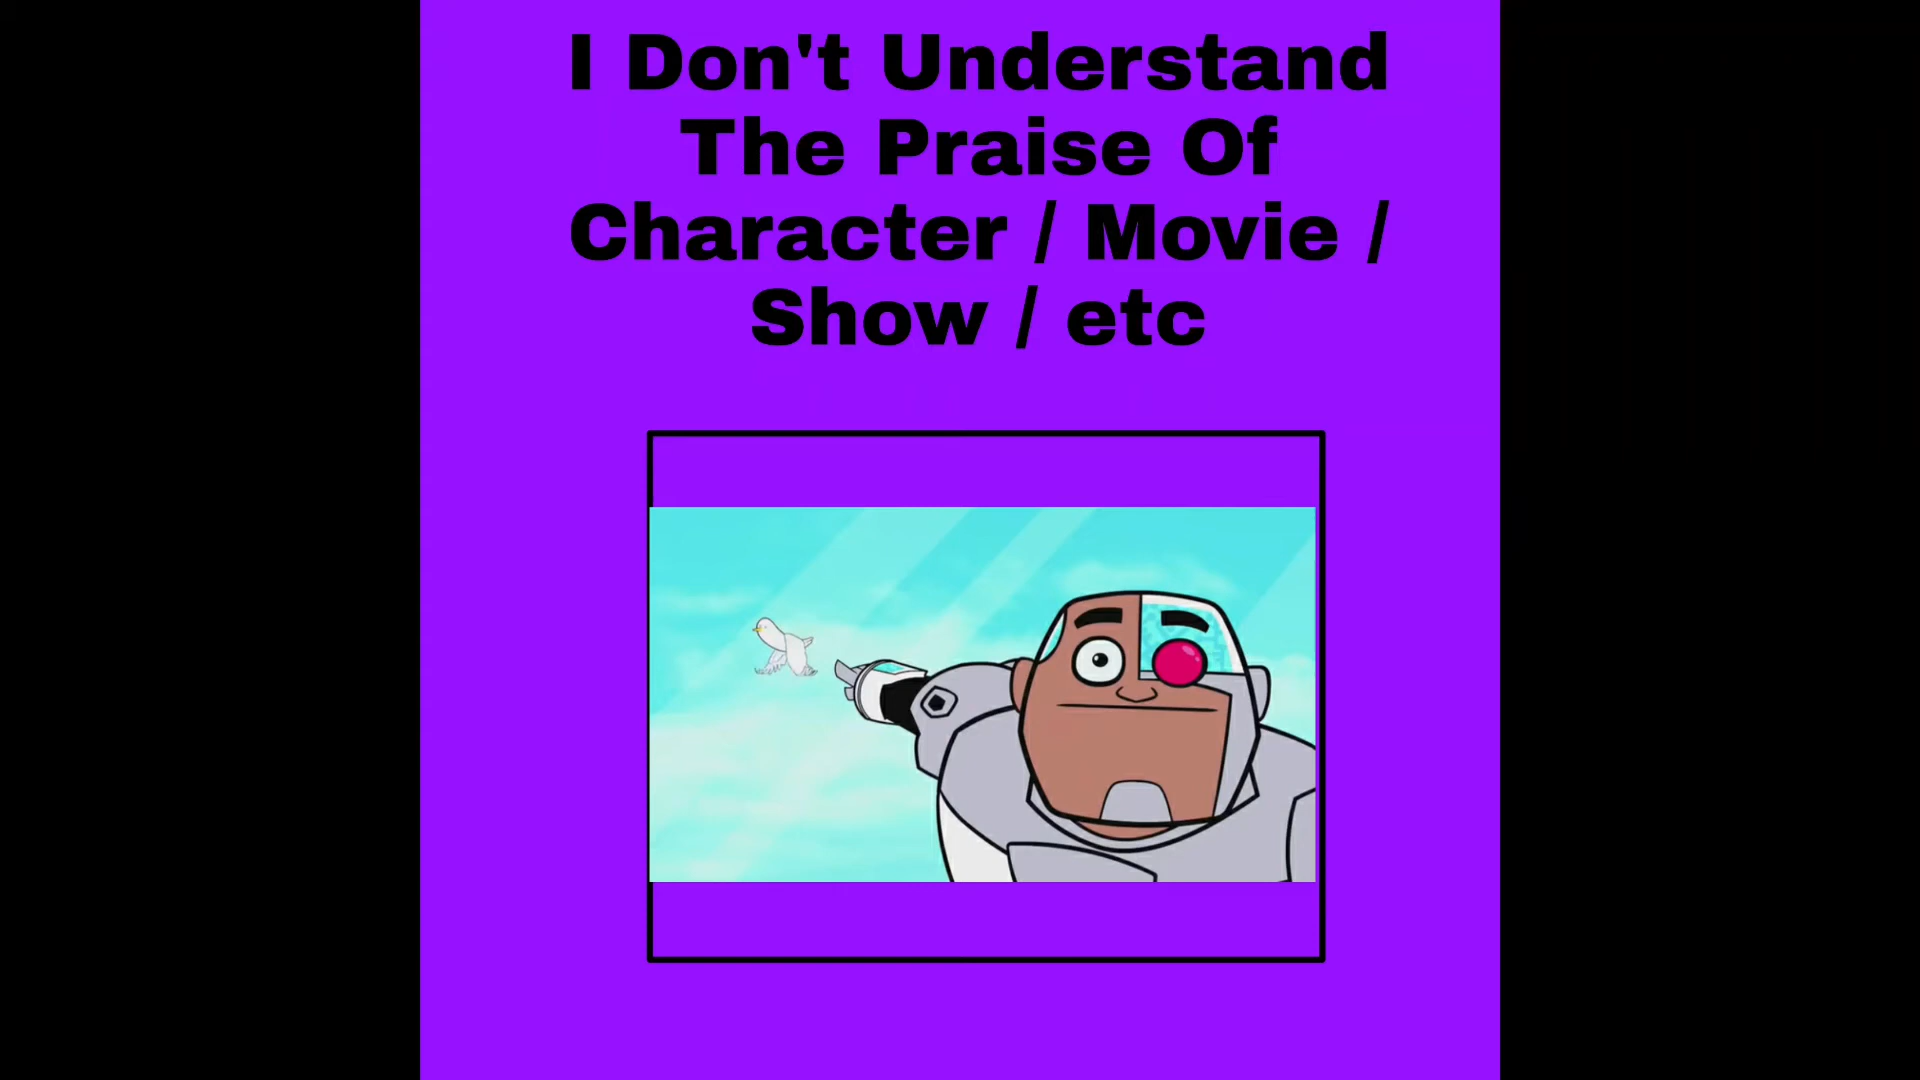 I Don't Understand
The Praise Of
Character / Movie /
Show / etc